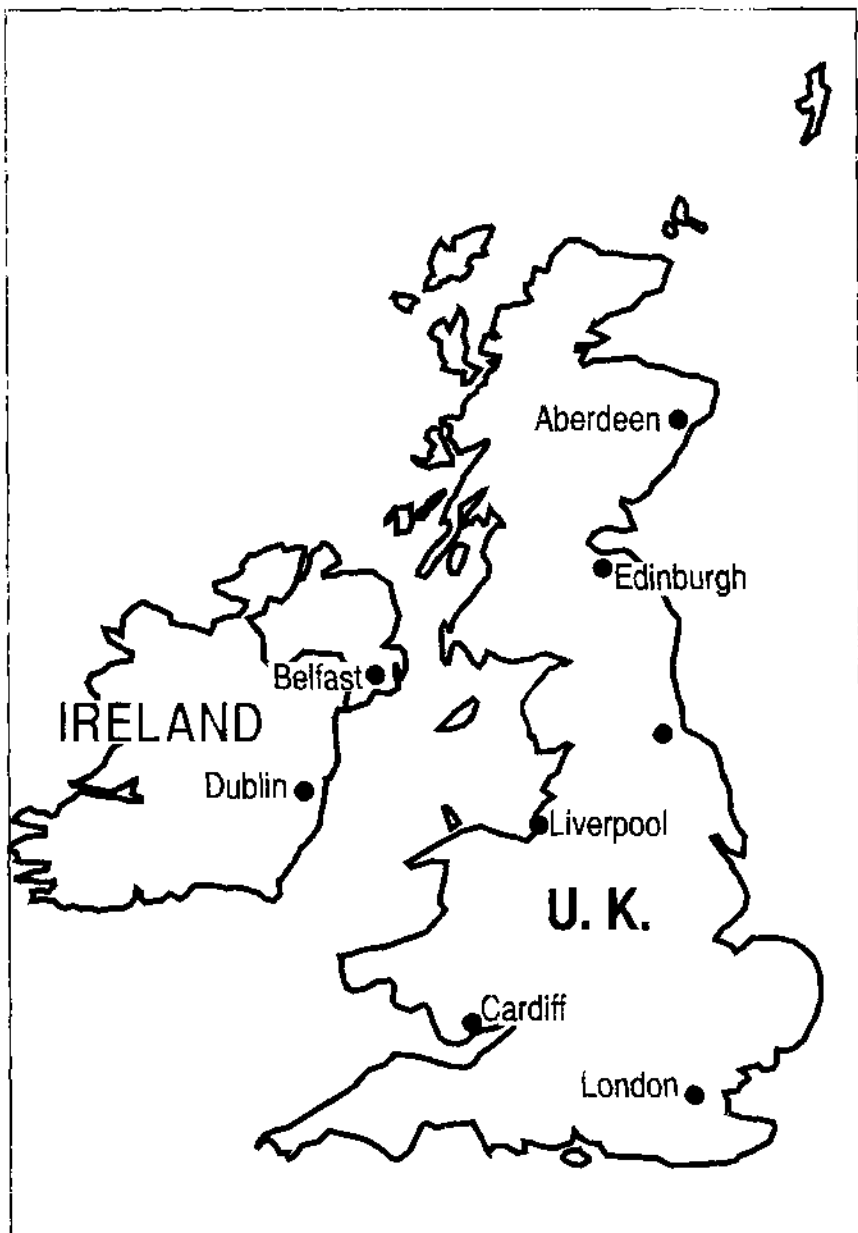 Aberdeen
Edinburgh
Belfast
IRELAND
Dublin
Liverpool
U. K.
Cardiff
London